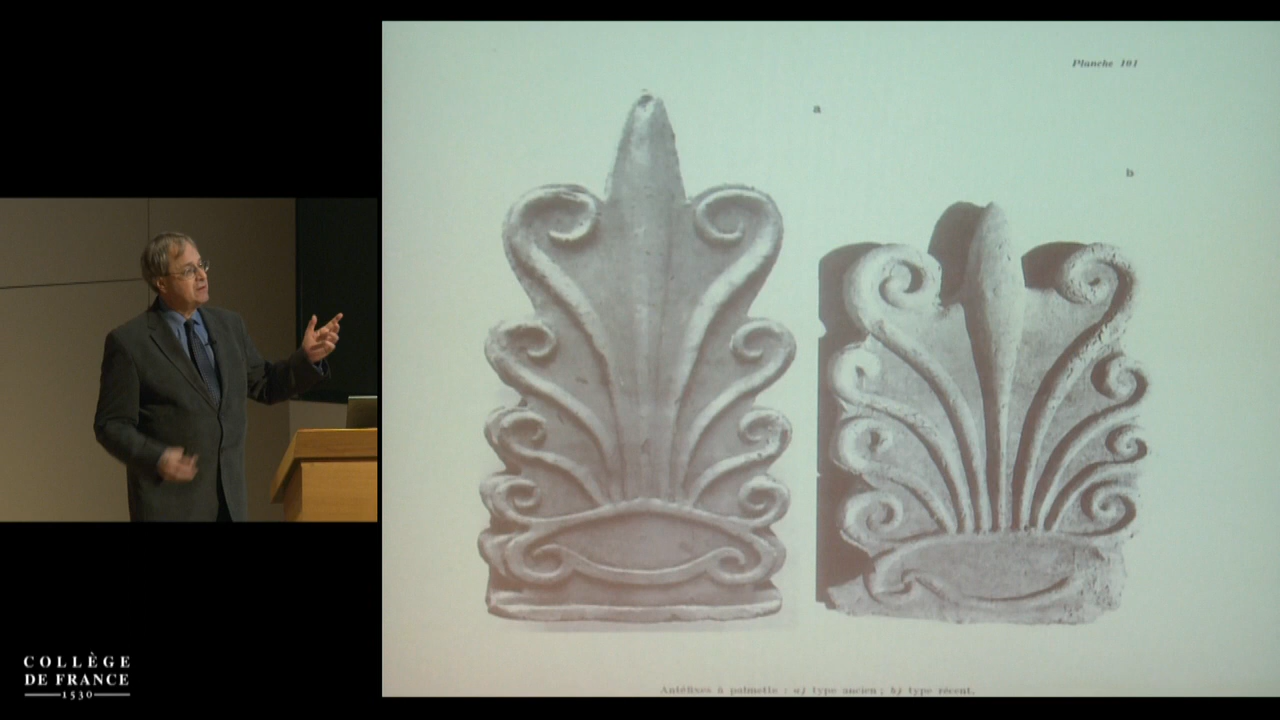 Planche 101
a
b
Antéfixes à palmette : a) type ancien ; b) type récent.
COLLÈGE
DE FRANCE
1530